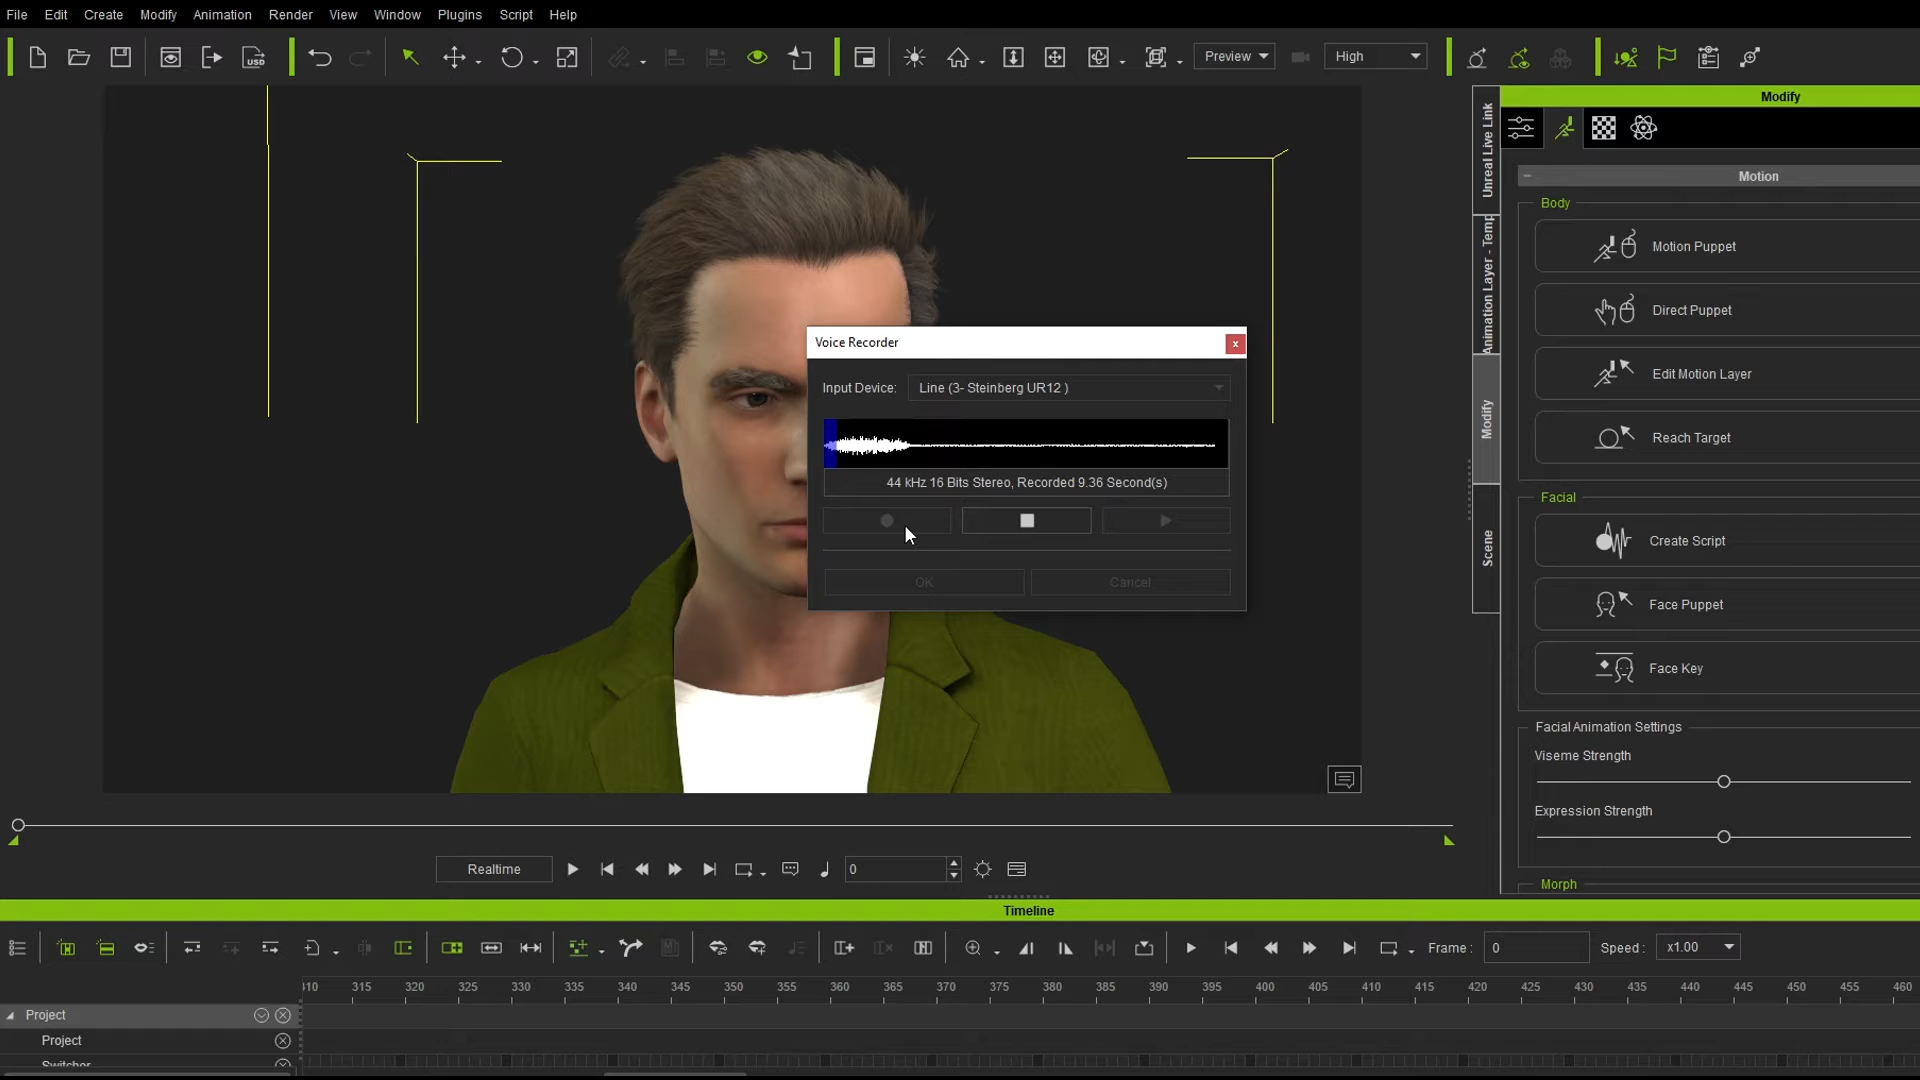 File Edit Create Modify Animation Render View Window Plugins Script Help
USD
Preview
High
Modify
Unreal Live Link
Animation Layer - Temp
Modify
Scene
Motion
Body
Motion Puppet
Direct Puppet
Edit Motion Layer
Reach Target
Facial
Create Script
Face Puppet
Face Key
Facial Animation Settings
Viseme Strength
Expression Strength
Morph
Voice Recorder
x
Input Device: Line (3- Steinberg UR12 )
44 kHz 16 Bits Stereo, Recorded 9.36 Second(s)
OK Cancel
Realtime 0
Timeline
Frame : 0 Speed : x1.00
310 315 320 325 330 335 340 345 350 355 360 365 370 375 380 385 390 395 400 405 410 415 420 425 430 435 440 445 450 455 460
Project
Project
Switcher